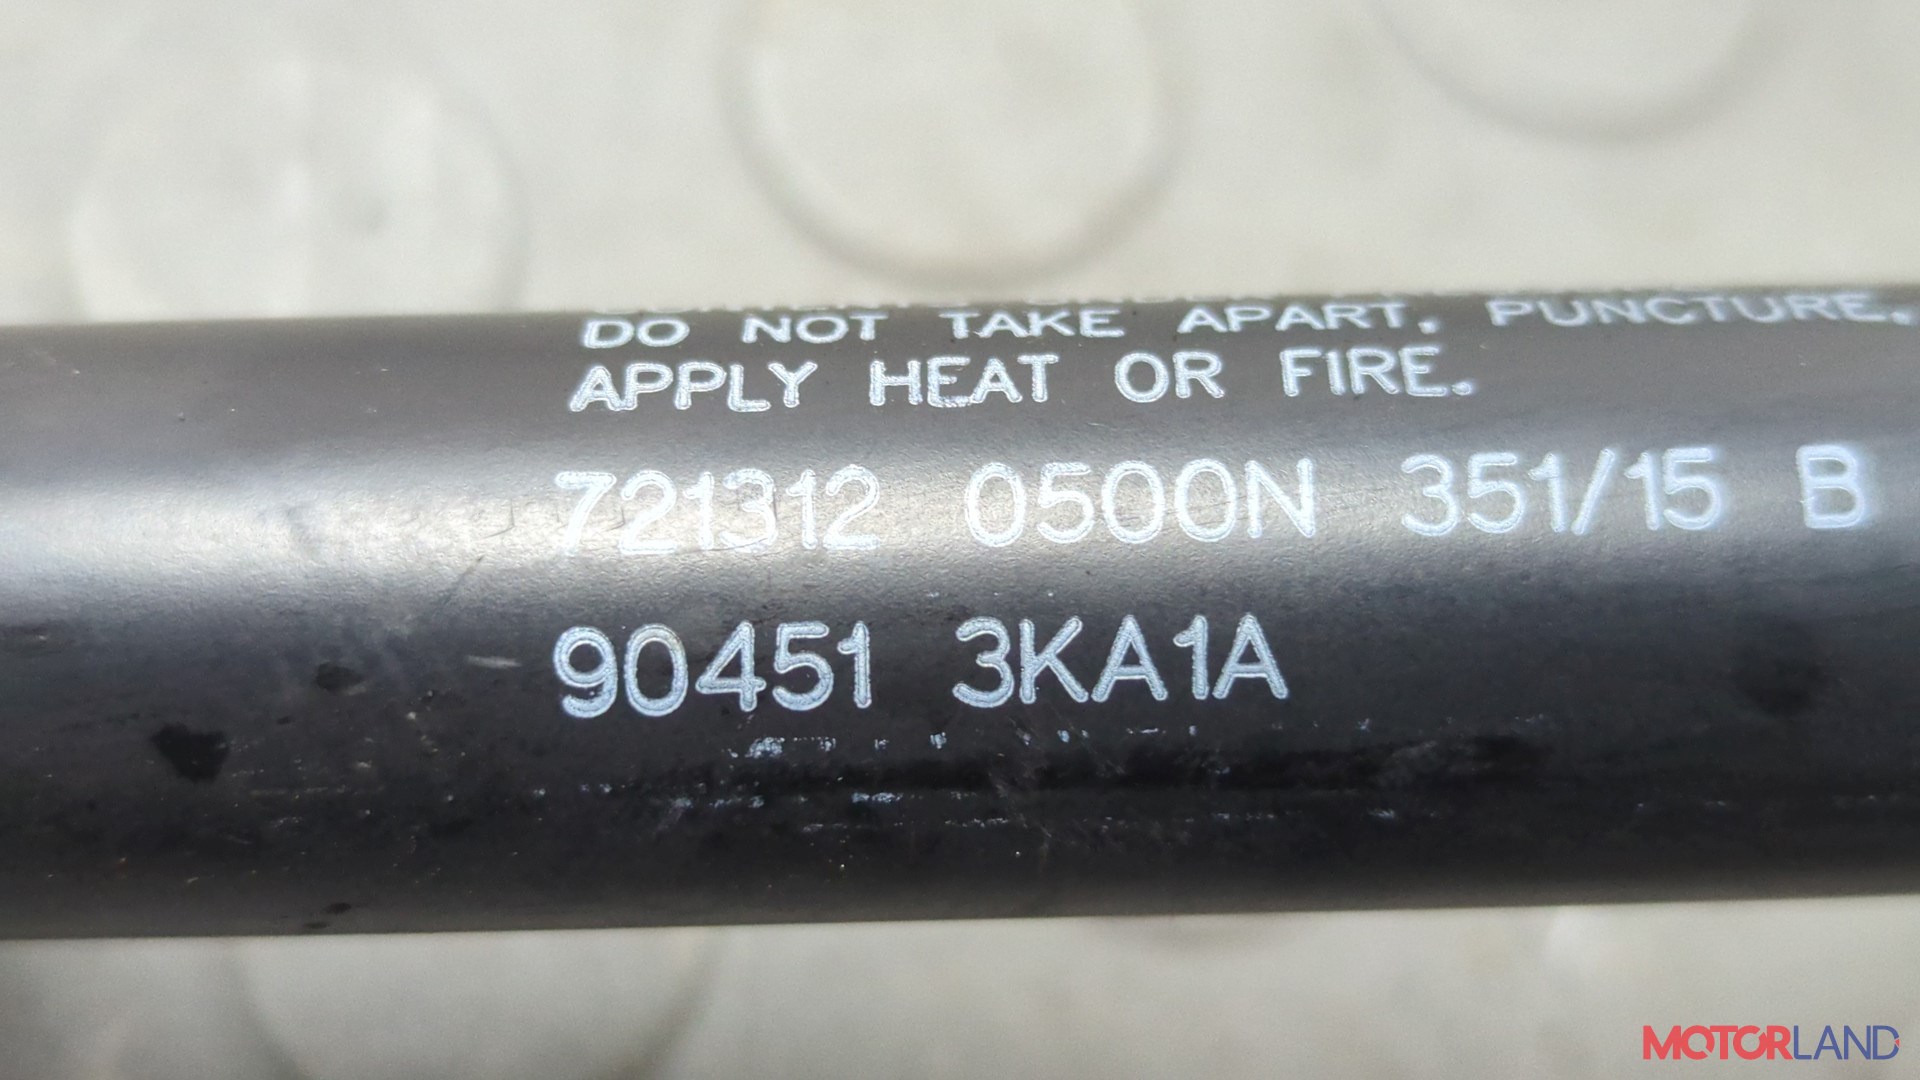 DO NOT TAKE APART, PUNCTURE,
APPLY HEAT OR FIRE.
721312 0500N 351/15 B
90451 3KA1A
MOTORLAND